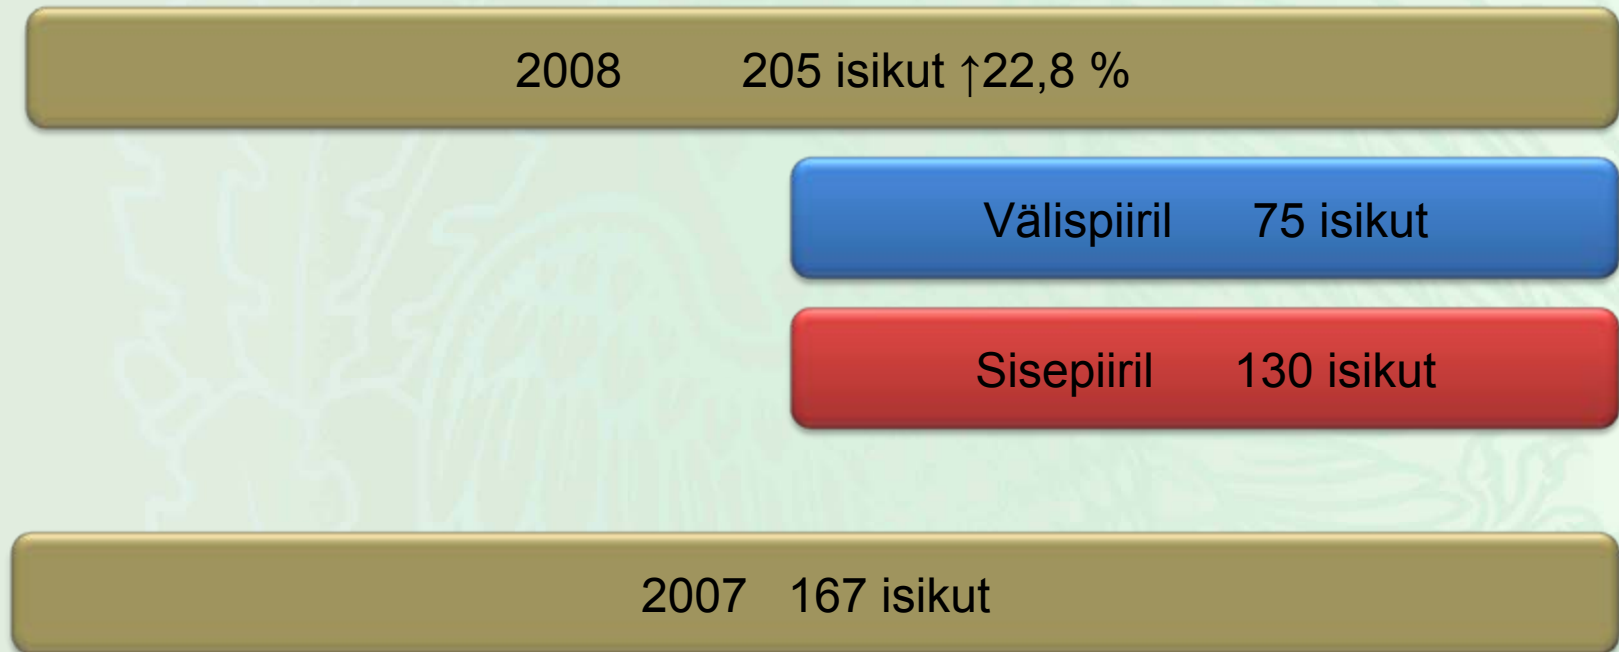 2008 205 isikut ↑22,8 %
Välispiiril 75 isikut
Sisepiiril 130 isikut
2007 167 isikut